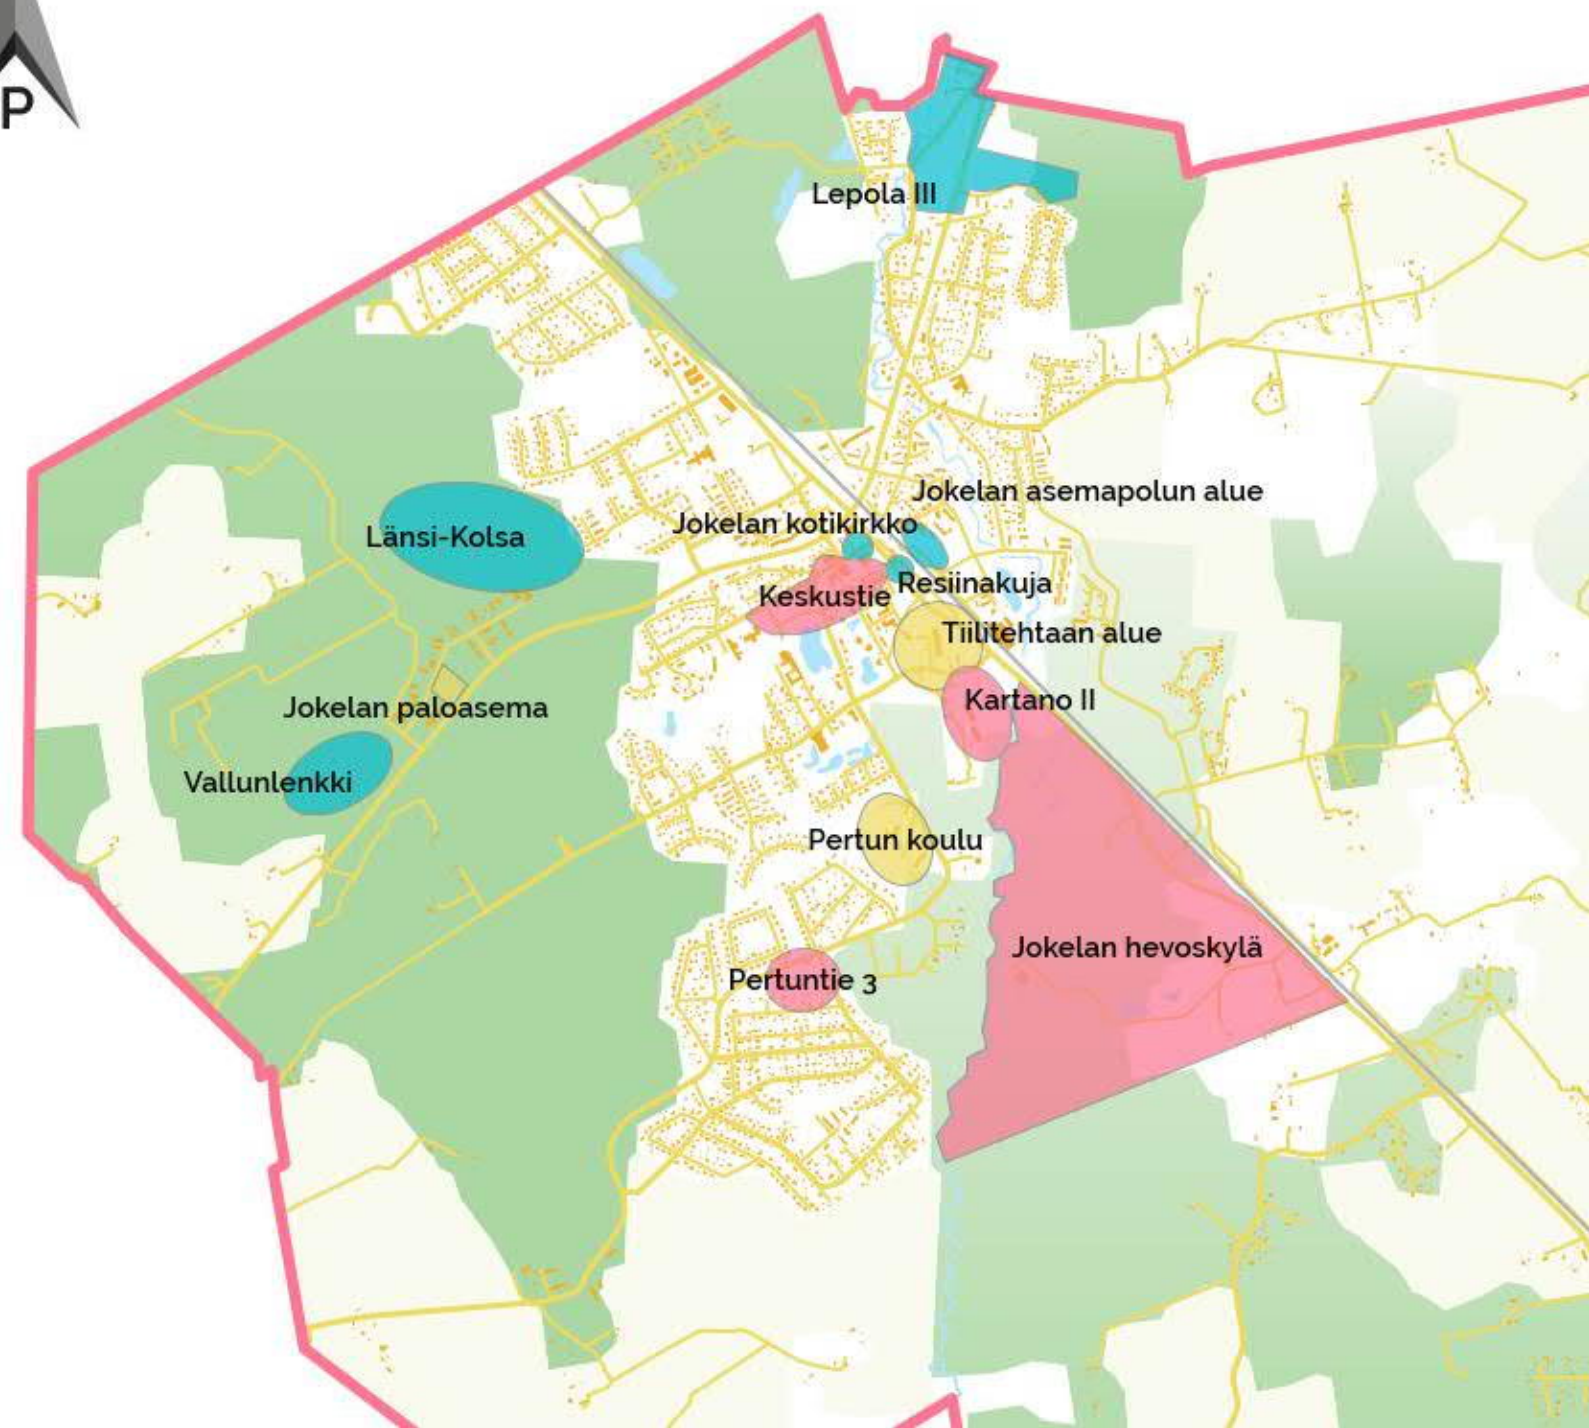 P
Lepola III
Jokelan asemapolun alue
Jokelan kotikirkko
Länsi-Kolsa
Resiinakuja
Keskustie
Tiilitehtaan alue
Kartano II
Jokelan paloasema
Vallunlenkki
Pertun koulu
Jokelan hevoskylä
Pertuntie 3